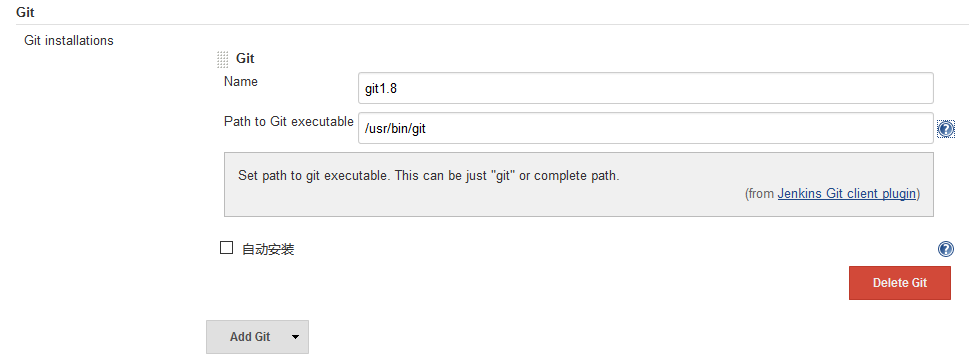 Git
Git installations
Git
Name
git1.8
Path to Git executable
/usr/bin/git
?
Set path to git executable. This can be just "git" or complete path.
(from Jenkins Git client plugin)
自动安装
?
Delete Git
Add Git